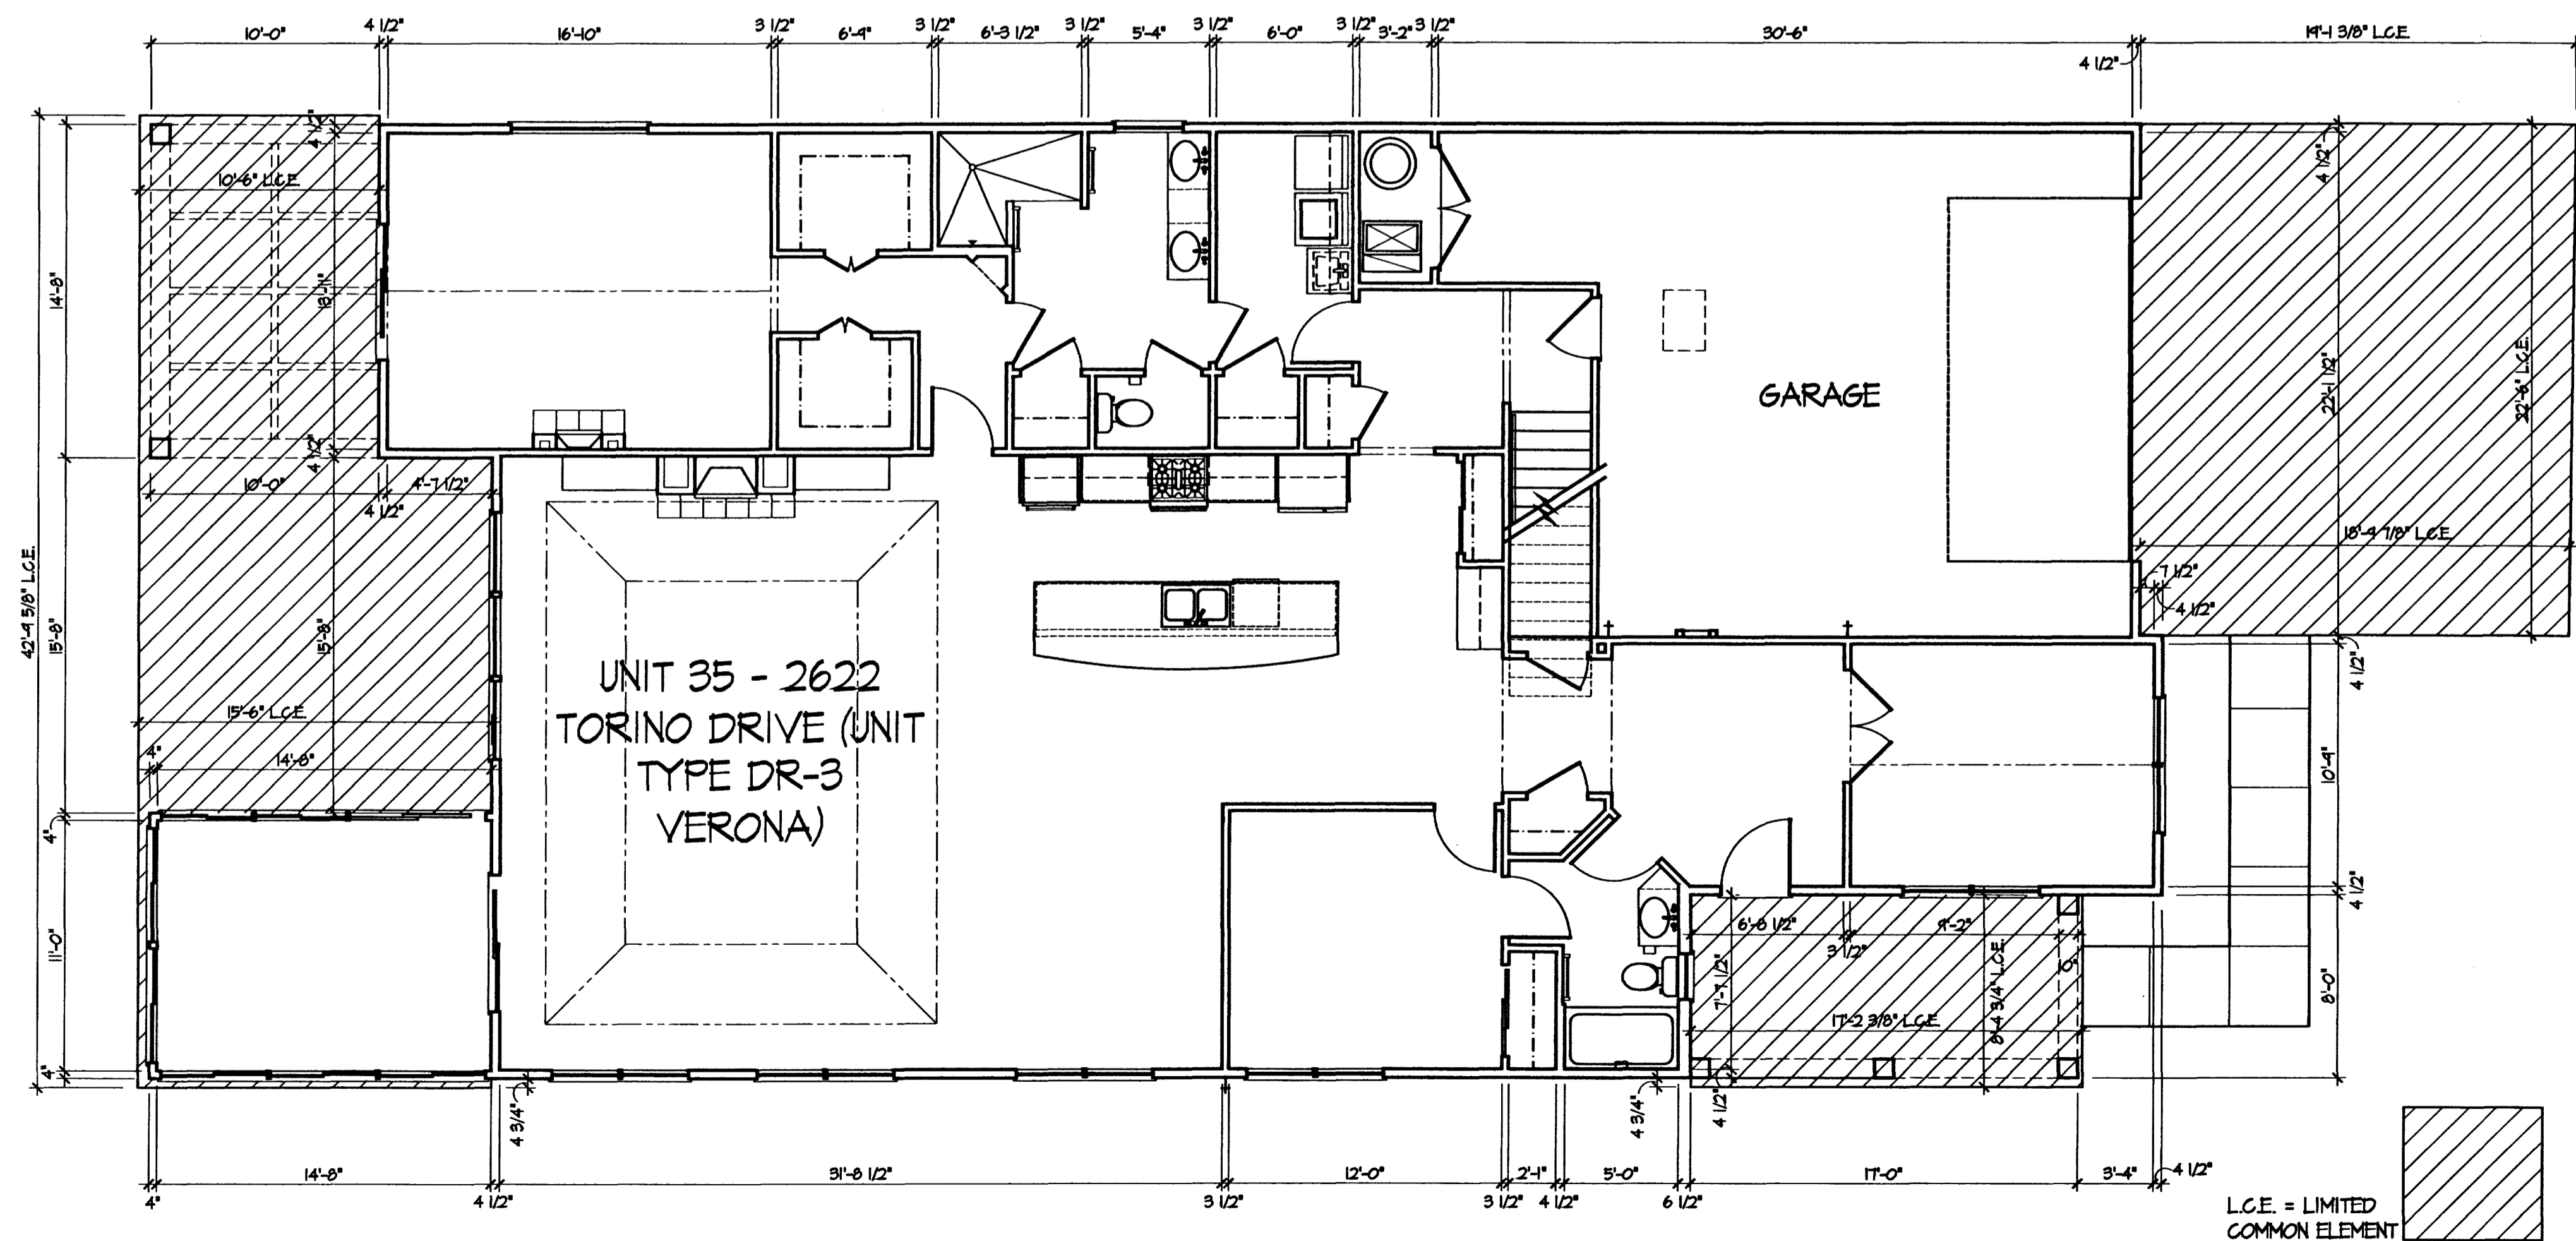 10'-0" 4 1/2" 16'-10" 3 1/2" 6'-9" 3 1/2" 6'-3 1/2" 3 1/2" 5'-4" 3 1/2" 6'-0" 3 1/2" 3'-2" 3 1/2" 30'-6" 19'-1 3/8" L.C.E.
4 1/2"
4 1/2"
4 1/2"
10'-6" L.C.E.
14'-8"
13'-11"
22'-1 1/2"
22'-8" L.C.E.
GARAGE
4 1/2"
10'-0" 4'-7 1/2"
4 1/2"
18'-9 7/8" L.C.E.
7 1/2"
4 1/2"
42'-9 5/8" L.C.E.
15'-8"
15'-8"
UNIT 35 - 2622
TORINO DRIVE (UNIT
TYPE DR-3
VERONA)
4 1/2"
15'-6" L.C.E.
4"
14'-8"
10'-9"
4"
4 1/2"
11'-0"
6'-8 1/2" 9'-2"
3 1/2"
7'-7 1/2"
8'-4 3/4" L.C.E.
8'-0"
17'-2 3/8" L.C.E.
4"
4 3/4"
4 3/4"
4 1/2"
14'-8" 31'-8 1/2" 12'-0" 2'-1" 5'-0" 17'-0" 3'-4" 4 1/2"
4" 4 1/2" 3 1/2" 3 1/2" 4 1/2" 6 1/2"
L.C.E. = LIMITED
COMMON ELEMENT